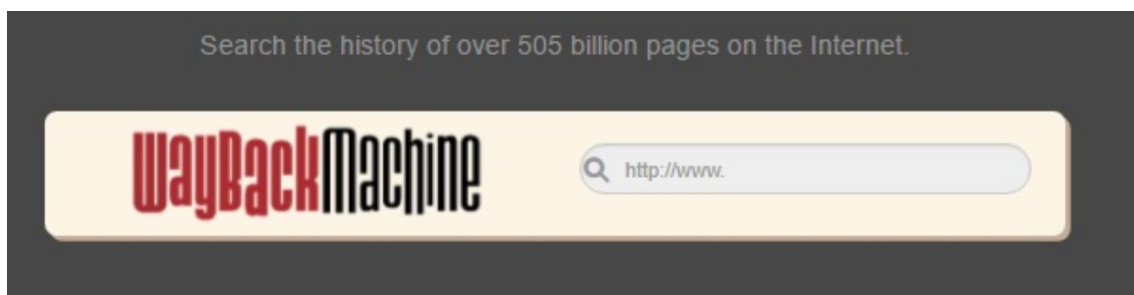 Search the history of over 505 billion pages on the Internet.
WayBackMachine
http://www.